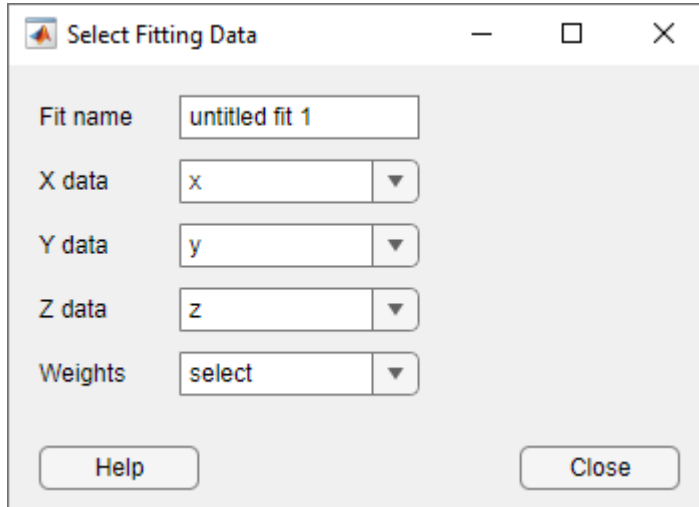 Select Fitting Data
Fit name untitled fit 1
X data x
Y data y
Z data z
Weights select
Help Close